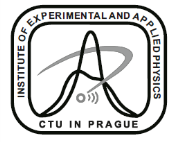 INSTITUTE OF EXPERIMENTAL AND APPLIED PHYSICS
CTU IN PRAGUE